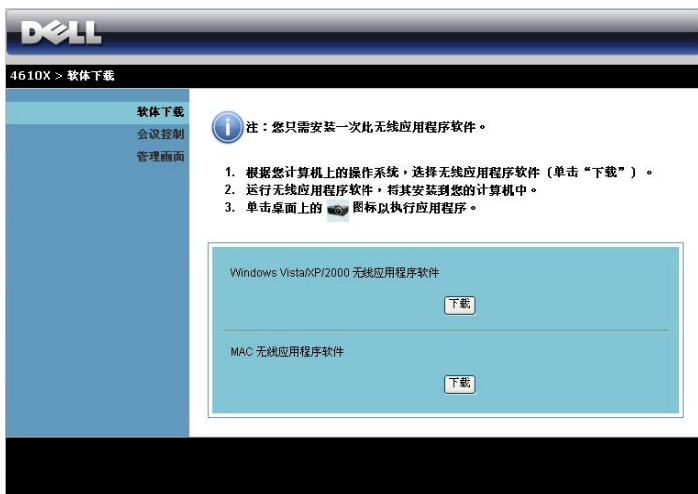 DELL
4610X > 软体下载
软体下载
会议控制
管理画面
注：您只需安装一次此无线应用程序软件。
1. 根据您计算机上的操作系统，选择无线应用程序软件（单击“下载”）。
2. 运行无线应用程序软件，将其安装到您的计算机中。
3. 单击桌面上的 图标以执行应用程序。
Windows Vista/XP/2000 无线应用程序软件
下载
MAC 无线应用程序软件
下载